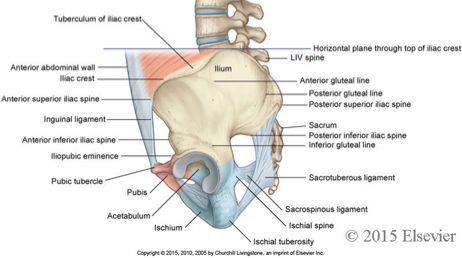 Tuberculum of iliac crest
Horizontal plane through top of iliac crest
LIV spine
Anterior abdominal wall
Iliac crest
Ilium
Anterior gluteal line
Posterior gluteal line
Posterior superior iliac spine
Anterior superior iliac spine
Inguinal ligament
Sacrum
Posterior inferior iliac spine
Inferior gluteal line
Anterior inferior iliac spine
Iliopubic eminence
Pubic tubercle
Sacrotuberous ligament
Pubis
Acetabulum
Sacrospinous ligament
Ischium
Ischial spine
Ischial tuberosity
© 2015 Elsevier
Copyright © 2015, 2010, 2005 by Churchill Livingstone, an imprint of Elsevier Inc.